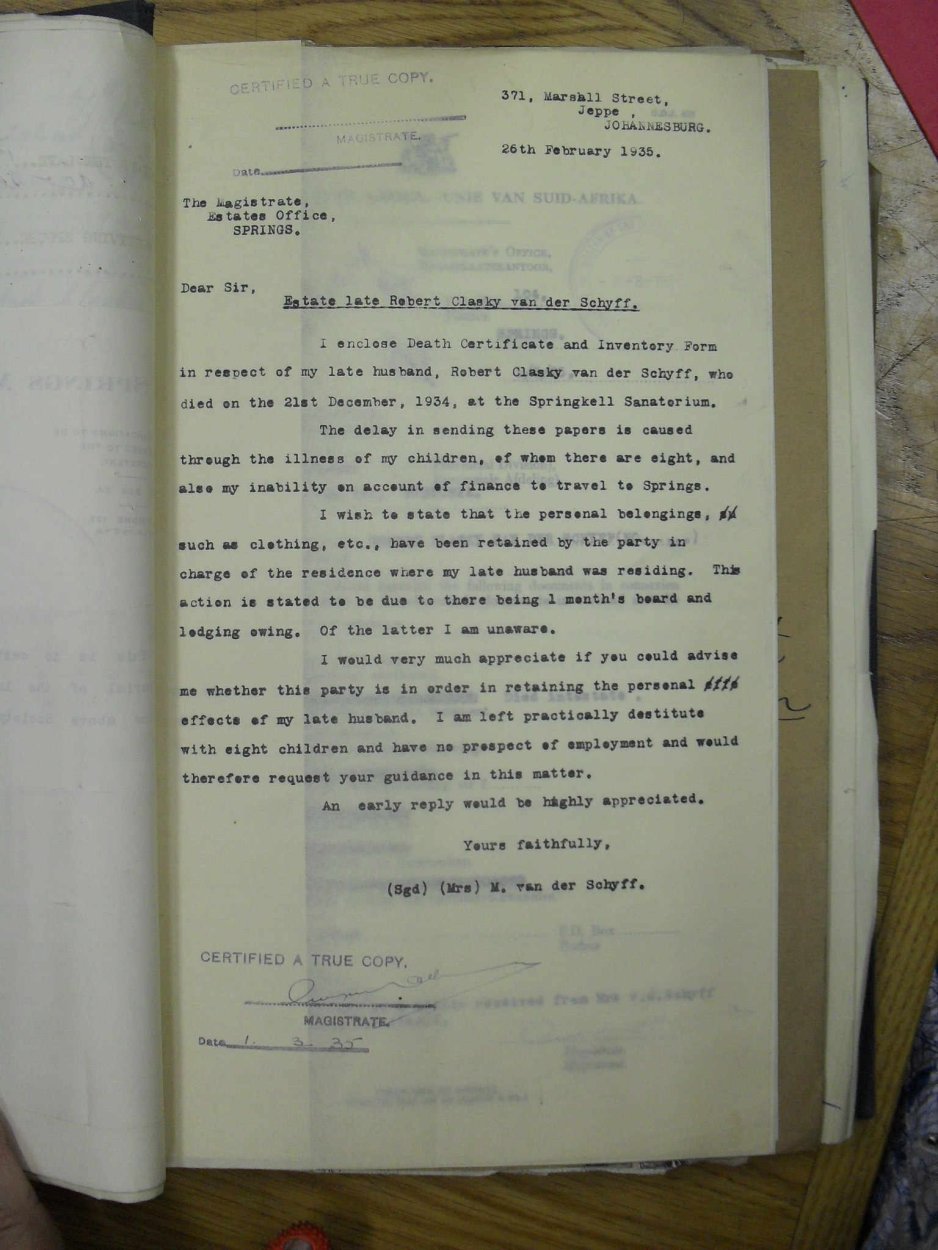 CERTIFIED A TRUE COPY.
MAGISTRATE.
Date
371, Marshall Street,
Jeppe ,
JOHANNESBURG.
26th February 1935.
UNIE VAN SUID-AFRIKA
The Magistrate,
Estates Office,
SPRINGS.
Dear Sir,
Estate late Robert Clasky van der Schyff.
I enclose Death Certificate and Inventory Form
in respect of my late husband, Robert Clasky van der Schyff, who
died on the 21st December, 1934, at the Springkell Sanatorium.
The delay in sending these papers is caused
through the illness of my children, of whom there are eight, and
also my inability on account of finance to travel to Springs.
I wish to state that the personal belongings,
such as clothing, etc., have been retained by the party in
charge of the residence where my late husband was residing. This
action is stated to be due to there being 1 month's board and
lodging owing. Of the latter I am unaware.
I would very much appreciate if you could advise
me whether this party is in order in retaining the personal
effects of my late husband. I am left practically destitute
with eight children and have no prospect of employment and would
therefore request your guidance in this matter.
An early reply would be highly appreciated.
Yours faithfully,
(Sgd) (Mrs) M. van der Schyff.
CERTIFIED A TRUE COPY.
MAGISTRATE.
Date 1. 3. 35